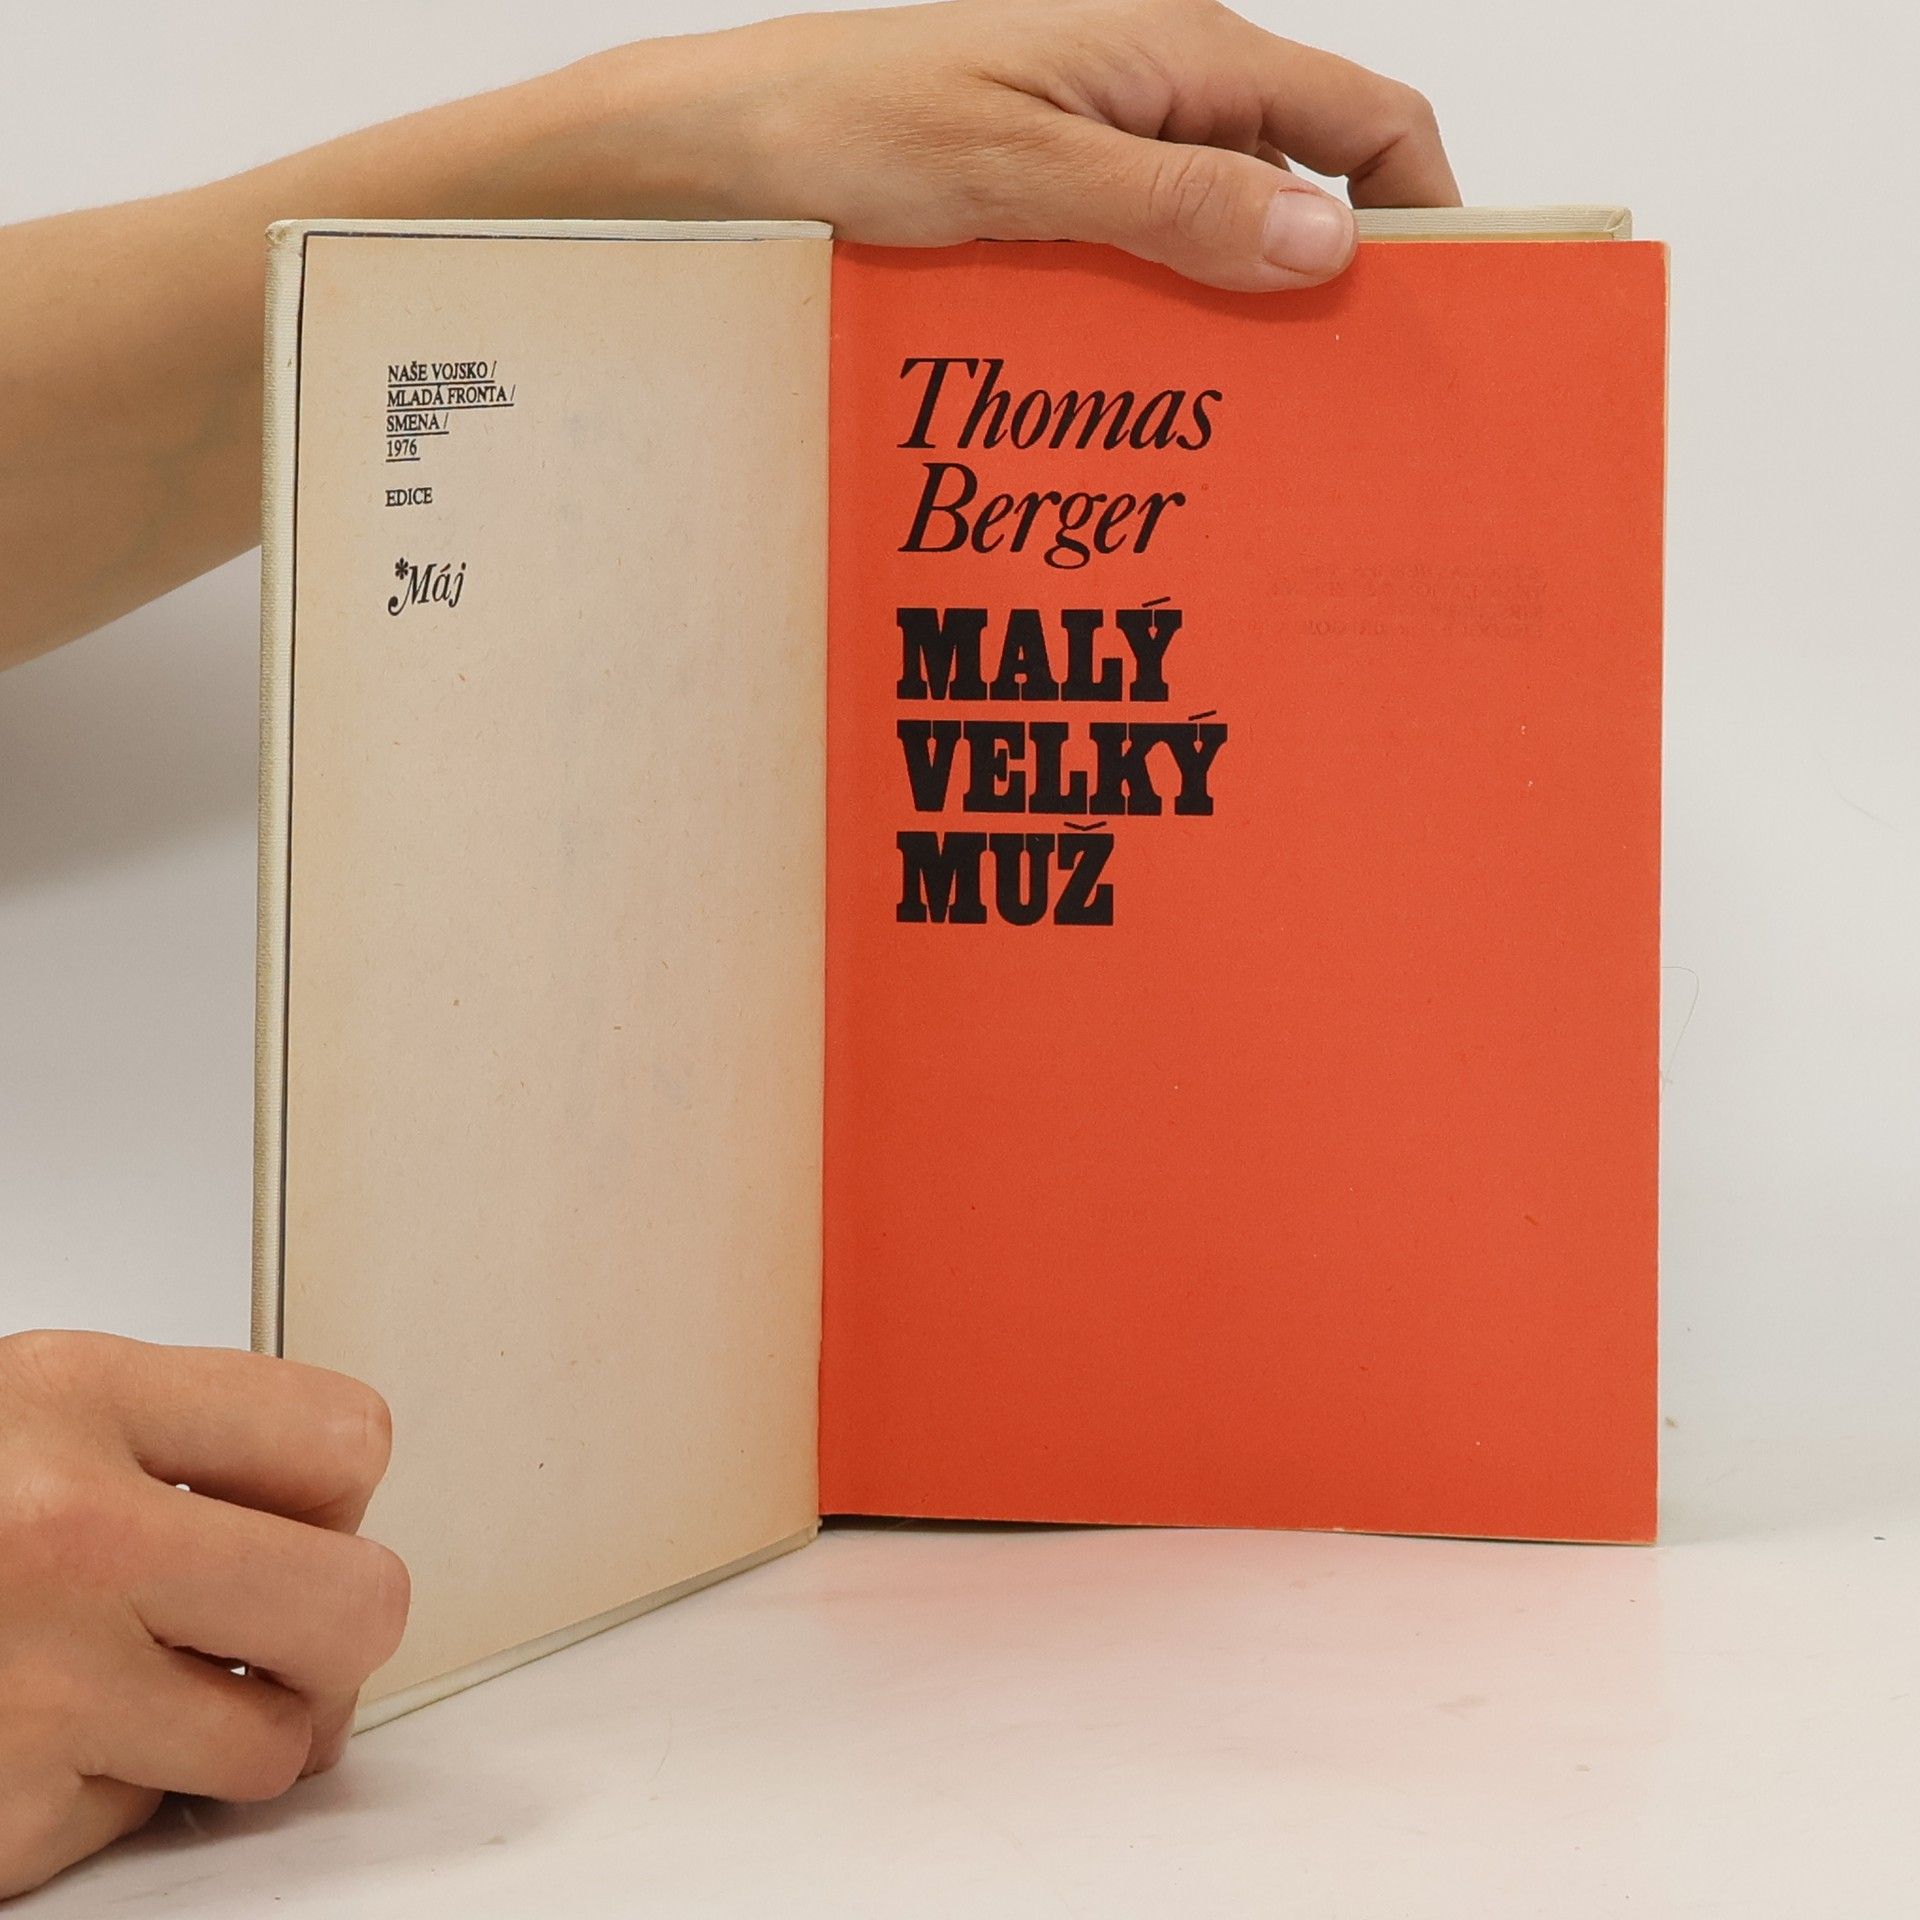 NAŠE VOJSKO /
MLADÁ FRONTA /
SMENA /
1976
EDICE
*Máj
Thomas
Berger
MALÝ
VELKÝ
MUŽ